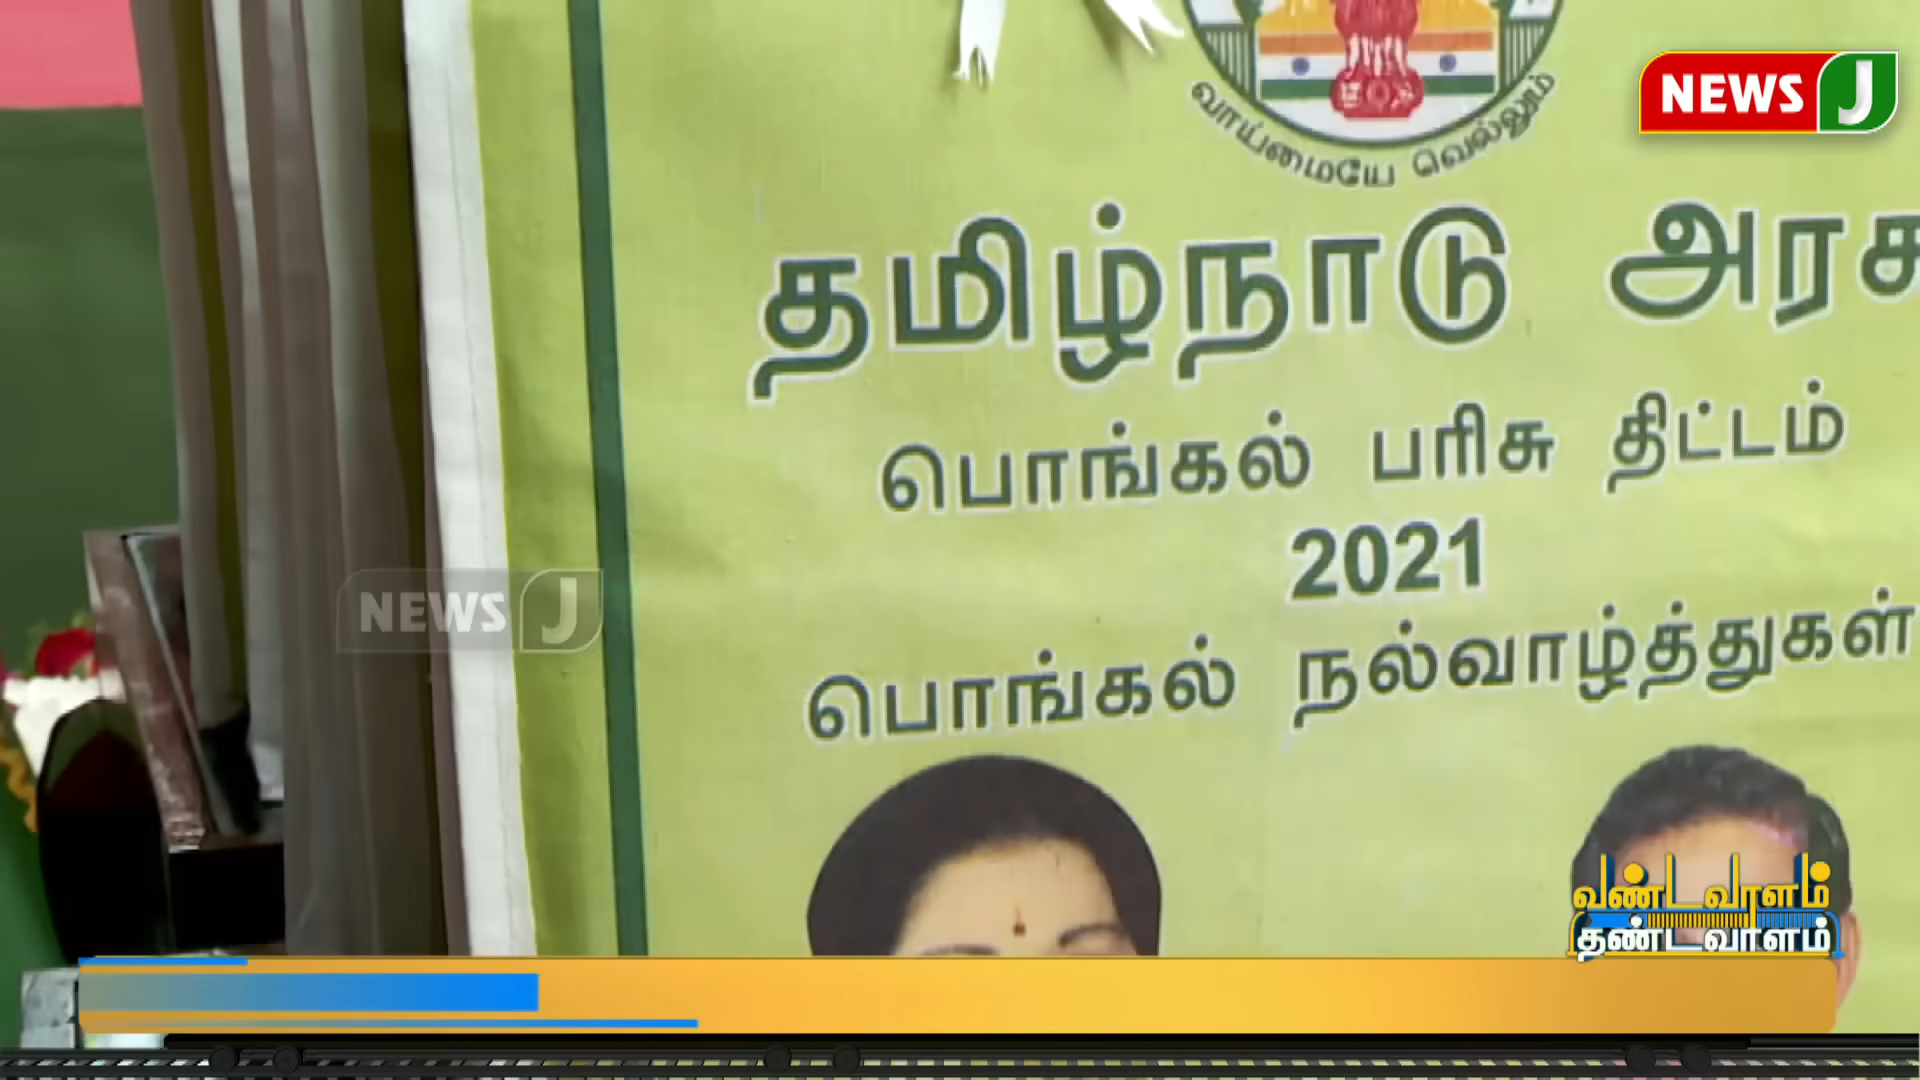 NEWS J
வாய்மையே வெல்லும்
தமிழ்நாடு அரசு
பொங்கல் பரிசு திட்டம்
2021
பொங்கல் நல்வாழ்த்துகள்
NEWS J
வண்டவாளம்
தண்டவாளம்